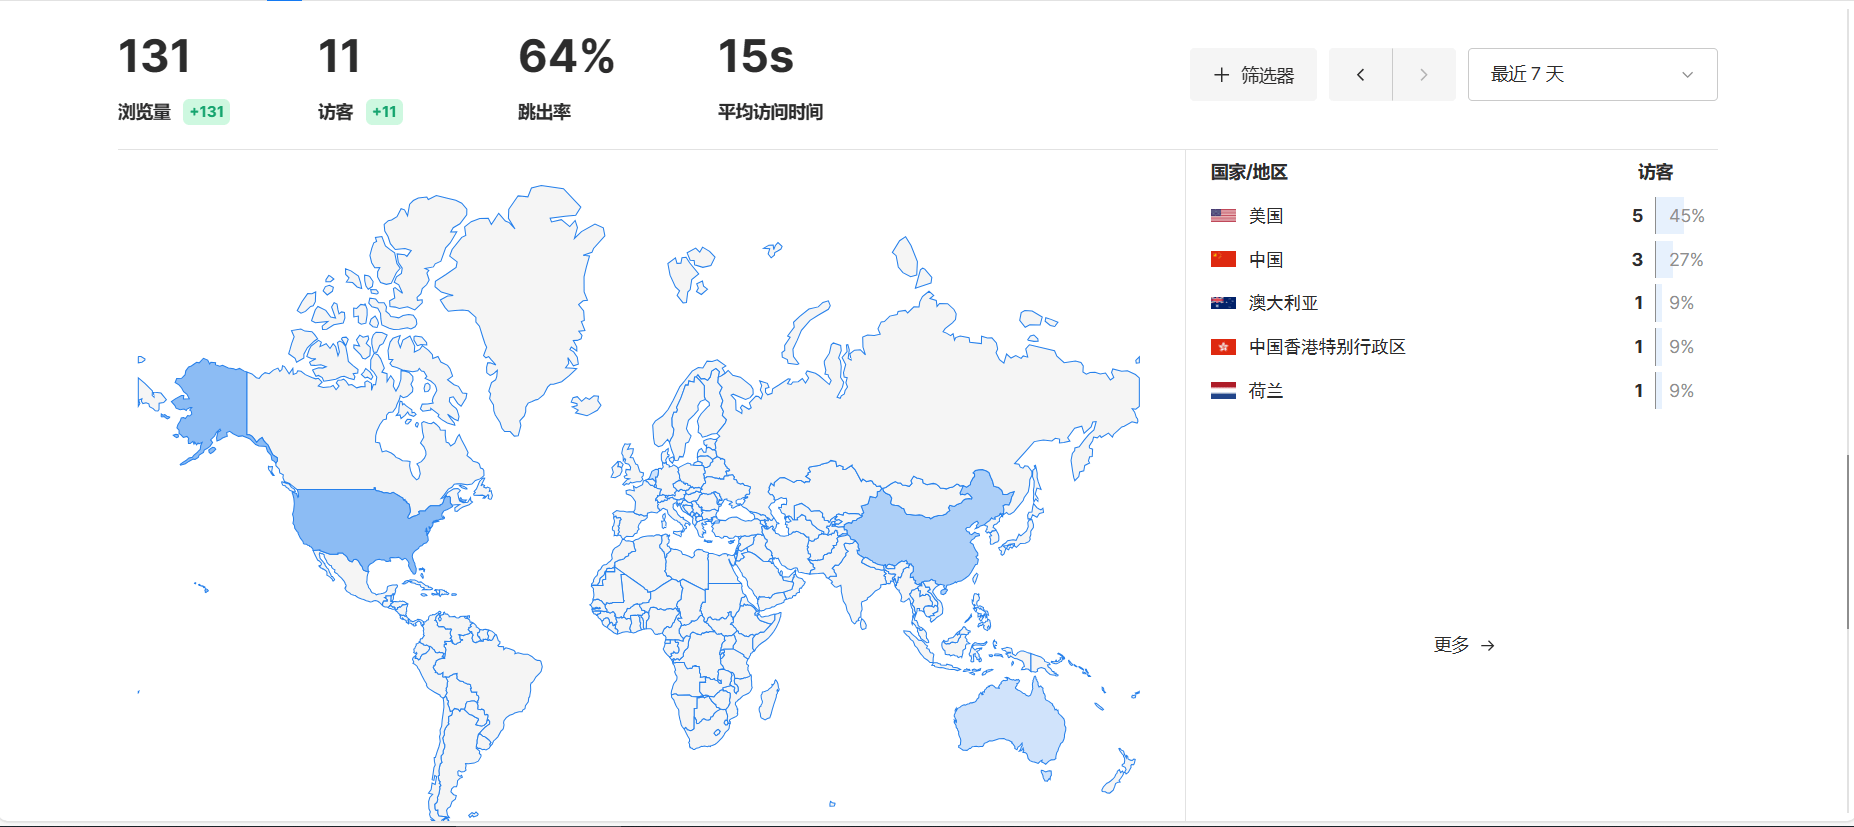 131 11 64% 15s
浏览量 +131 访客 +11 跳出率 平均访问时间
筛选器 最近 7 天
国家/地区 访客
美国 5 45%
中国 3 27%
澳大利亚 1 9%
中国香港特别行政区 1 9%
荷兰 1 9%
更多